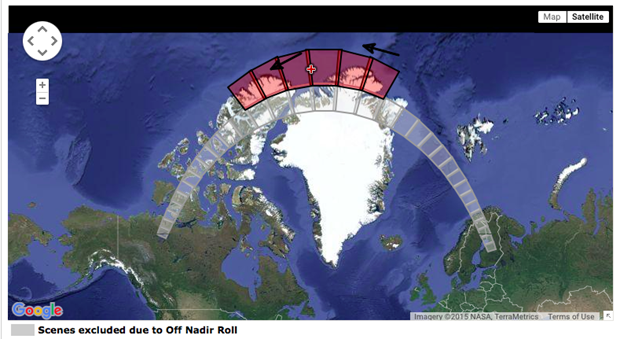 Map Satellite
+
−
Google
Imagery ©2015 NASA, TerraMetrics Terms of Use
Scenes excluded due to Off Nadir Roll